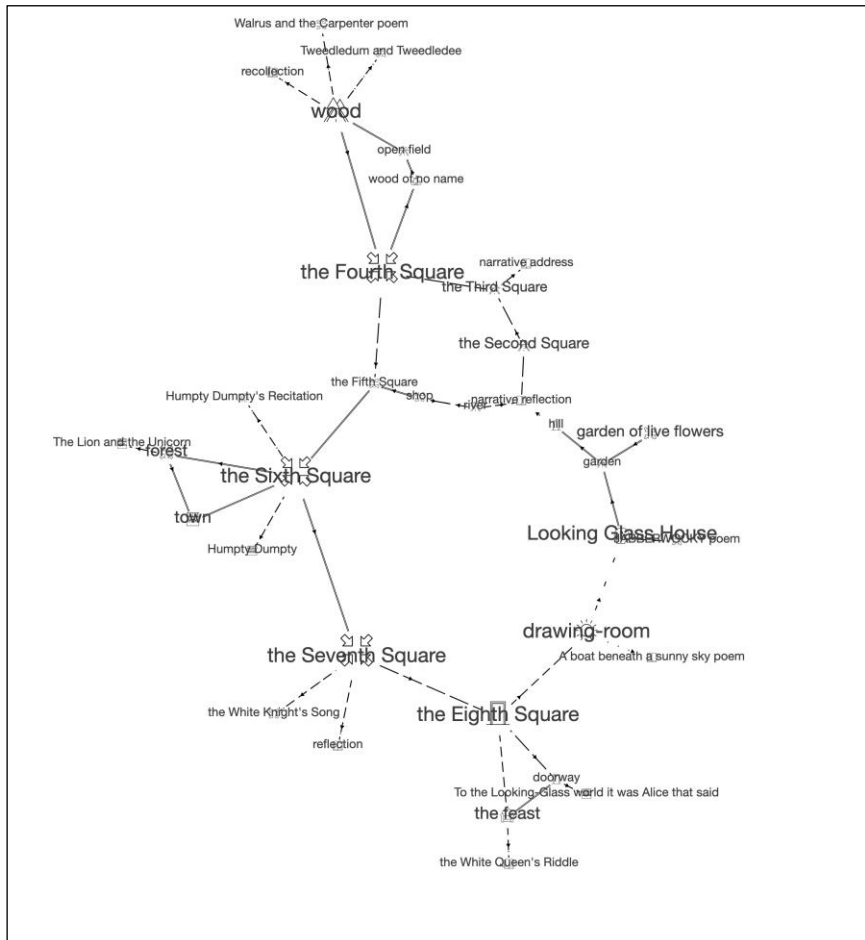 Walrus and the Carpenter poem
Tweedledum and Tweedledee
recollection
wood
open field
wood of no name
the Fourth Square
narrative address
the Third Square
the Second Square
the Fifth Square
Humpty Dumpty's Recitation
shop
river
narrative reflection
hill
garden of live flowers
The Lion and the Unicorn
forest
garden
the Sixth Square
town
Looking Glass House
JABBERWOCKY poem
Humpty Dumpty
drawing-room
the Seventh Square
A boat beneath a sunny sky poem
the White Knight's Song
the Eighth Square
reflection
doorway
To the Looking-Glass world it was Alice that said
the feast
the White Queen's Riddle